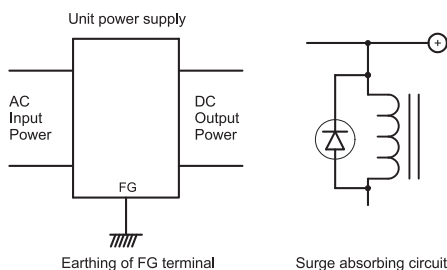 Unit power supply
AC
Input
Power
DC
Output
Power
FG
Earthing of FG terminal
+
Surge absorbing circuit